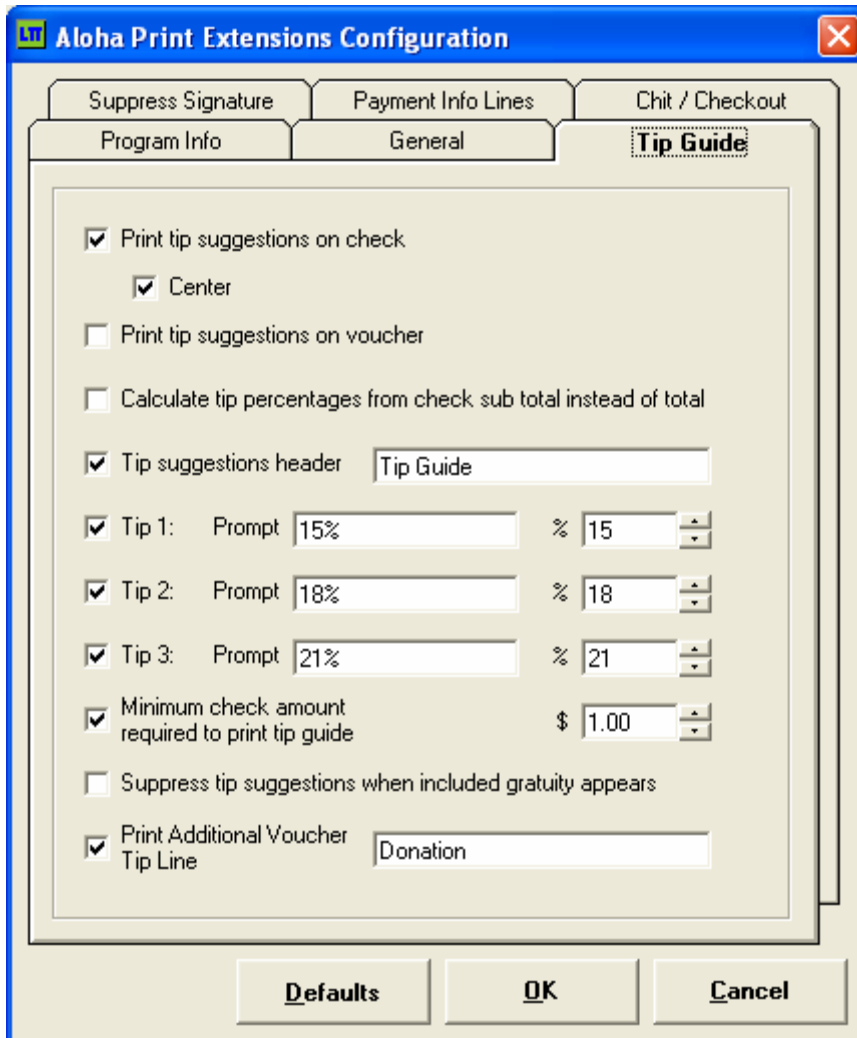 LTT Aloha Print Extensions Configuration
Suppress Signature Payment Info Lines Chit / Checkout
Program Info General Tip Guide
Print tip suggestions on check
Center
Print tip suggestions on voucher
Calculate tip percentages from check sub total instead of total
Tip suggestions header Tip Guide
Tip 1: Prompt 15% % 15
Tip 2: Prompt 18% % 18
Tip 3: Prompt 21% % 21
Minimum check amount
required to print tip guide $ 1.00
Suppress tip suggestions when included gratuity appears
Print Additional Voucher
Tip Line Donation
Defaults OK Cancel